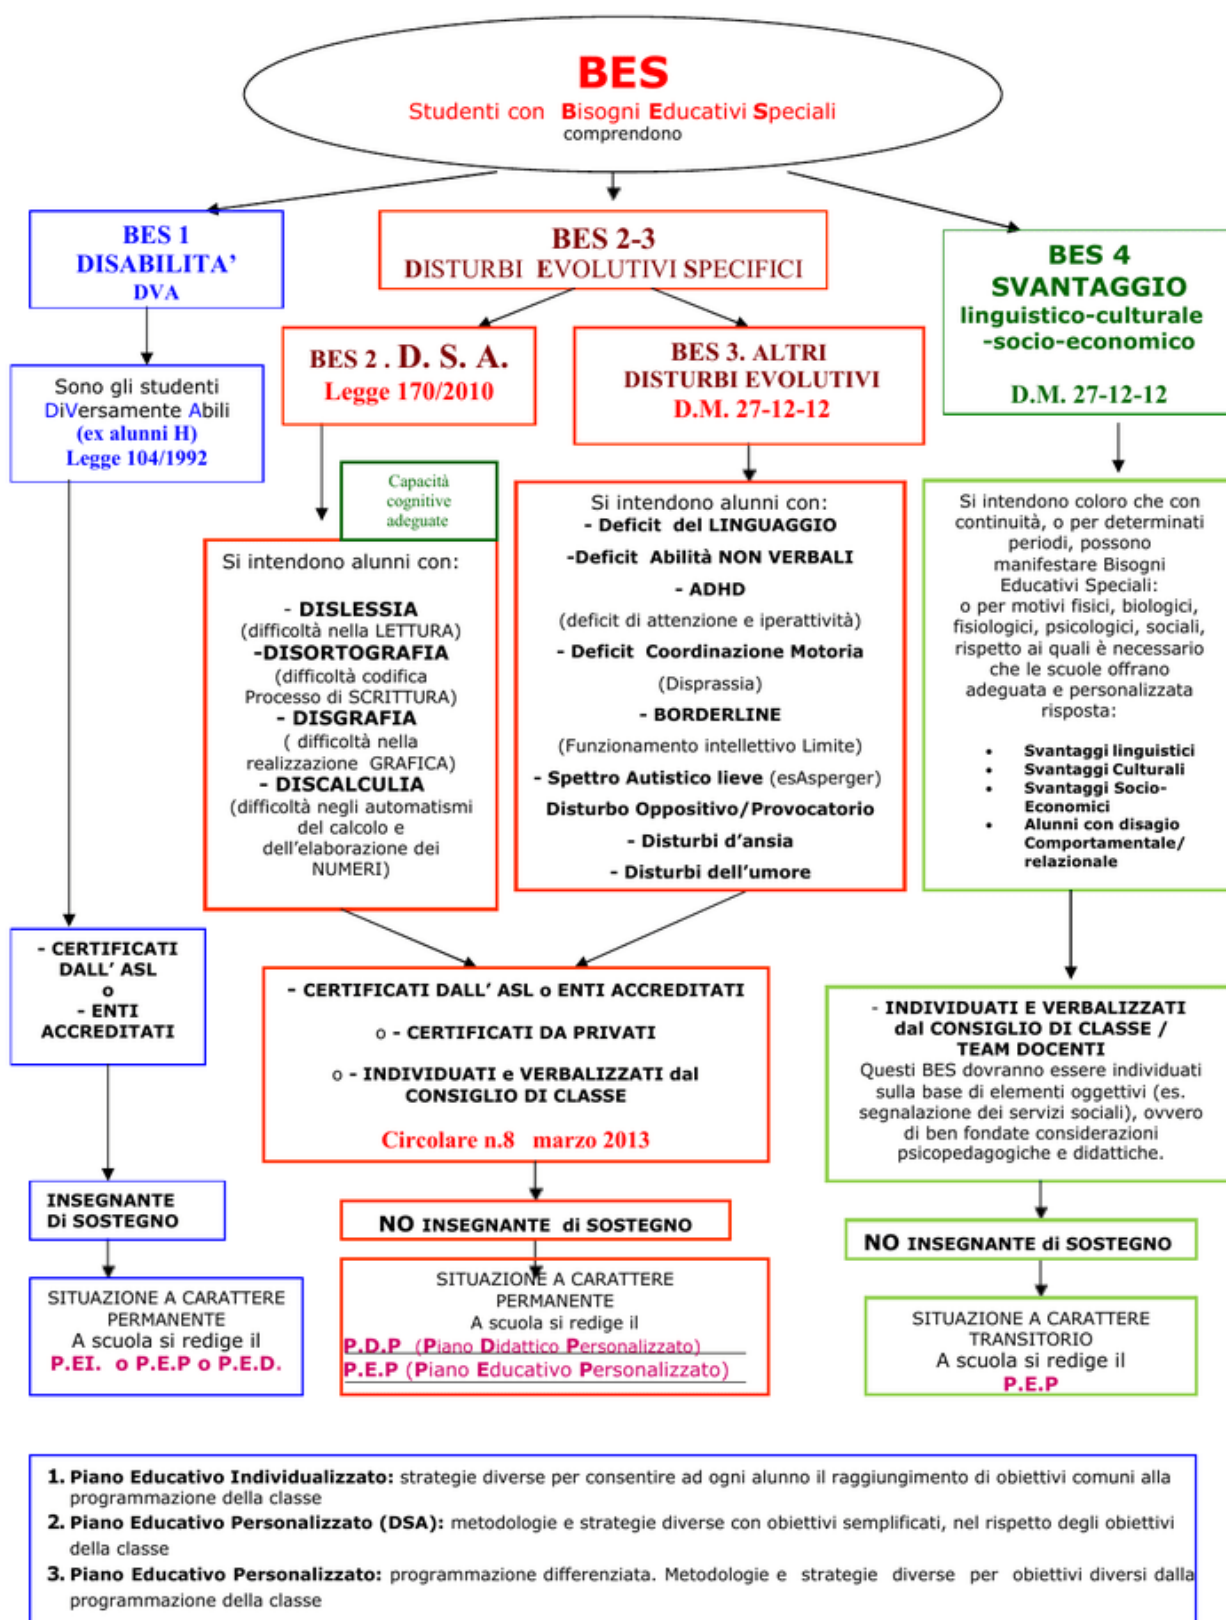 BES
Studenti con Bisogni Educativi Speciali
comprendono
BES 1
DISABILITA’
DVA
Sono gli studenti
DiVersamente Abili
(ex alunni H)
Legge 104/1992
- CERTIFICATI
DALL’ ASL
o
- ENTI
ACCREDITATI
INSEGNANTE
Di SOSTEGNO
SITUAZIONE A CARATTERE
PERMANENTE
A scuola si redige il
P.EI. o P.E.P o P.E.D.
BES 2-3
DISTURBI EVOLUTIVI SPECIFICI
BES 2 . D. S. A.
Legge 170/2010
Capacità
cognitive
adeguate
Si intendono alunni con:
- DISLESSIA
(difficoltà nella LETTURA)
-DISORTOGRAFIA
(difficoltà codifica
Processo di SCRITTURA)
- DISGRAFIA
( difficoltà nella
realizzazione GRAFICA)
- DISCALCULIA
(difficoltà negli automatismi
del calcolo e
dell’elaborazione dei
NUMERI)
BES 3. ALTRI
DISTURBI EVOLUTIVI
D.M. 27-12-12
Si intendono alunni con:
- Deficit del LINGUAGGIO
-Deficit Abilità NON VERBALI
- ADHD
(deficit di attenzione e iperattività)
- Deficit Coordinazione Motoria
(Disprassia)
- BORDERLINE
(Funzionamento intellettivo Limite)
- Spettro Autistico lieve (esAsperger)
Disturbo Oppositivo/Provocatorio
- Disturbi d’ansia
- Disturbi dell’umore
- CERTIFICATI DALL’ ASL o ENTI ACCREDITATI
o - CERTIFICATI DA PRIVATI
o - INDIVIDUATI e VERBALIZZATI dal
CONSIGLIO DI CLASSE
Circolare n.8 marzo 2013
NO INSEGNANTE di SOSTEGNO
SITUAZIONE A CARATTERE
PERMANENTE
A scuola si redige il
P.D.P (Piano Didattico Personalizzato)
P.E.P (Piano Educativo Personalizzato)
BES 4
SVANTAGGIO
linguistico-culturale
-socio-economico
D.M. 27-12-12
Si intendono coloro che con
continuità, o per determinati
periodi, possono
manifestare Bisogni
Educativi Speciali:
o per motivi fisici, biologici,
fisiologici, psicologici, sociali,
rispetto ai quali è necessario
che le scuole offrano
adeguata e personalizzata
risposta:
• Svantaggi linguistici
• Svantaggi Culturali
• Svantaggi Socio-
Economici
• Alunni con disagio
Comportamentale/
relazionale
- INDIVIDUATI E VERBALIZZATI
dal CONSIGLIO DI CLASSE /
TEAM DOCENTI
Questi BES dovranno essere individuati
sulla base di elementi oggettivi (es.
segnalazione dei servizi sociali), ovvero
di ben fondate considerazioni
psicopedagogiche e didattiche.
NO INSEGNANTE di SOSTEGNO
SITUAZIONE A CARATTERE
TRANSITORIO
A scuola si redige il
P.E.P
1. Piano Educativo Individualizzato: strategie diverse per consentire ad ogni alunno il raggiungimento di obiettivi comuni alla
programmazione della classe
2. Piano Educativo Personalizzato (DSA): metodologie e strategie diverse con obiettivi semplificati, nel rispetto degli obiettivi
della classe
3. Piano Educativo Personalizzato: programmazione differenziata. Metodologie e strategie diverse per obiettivi diversi dalla
programmazione della classe